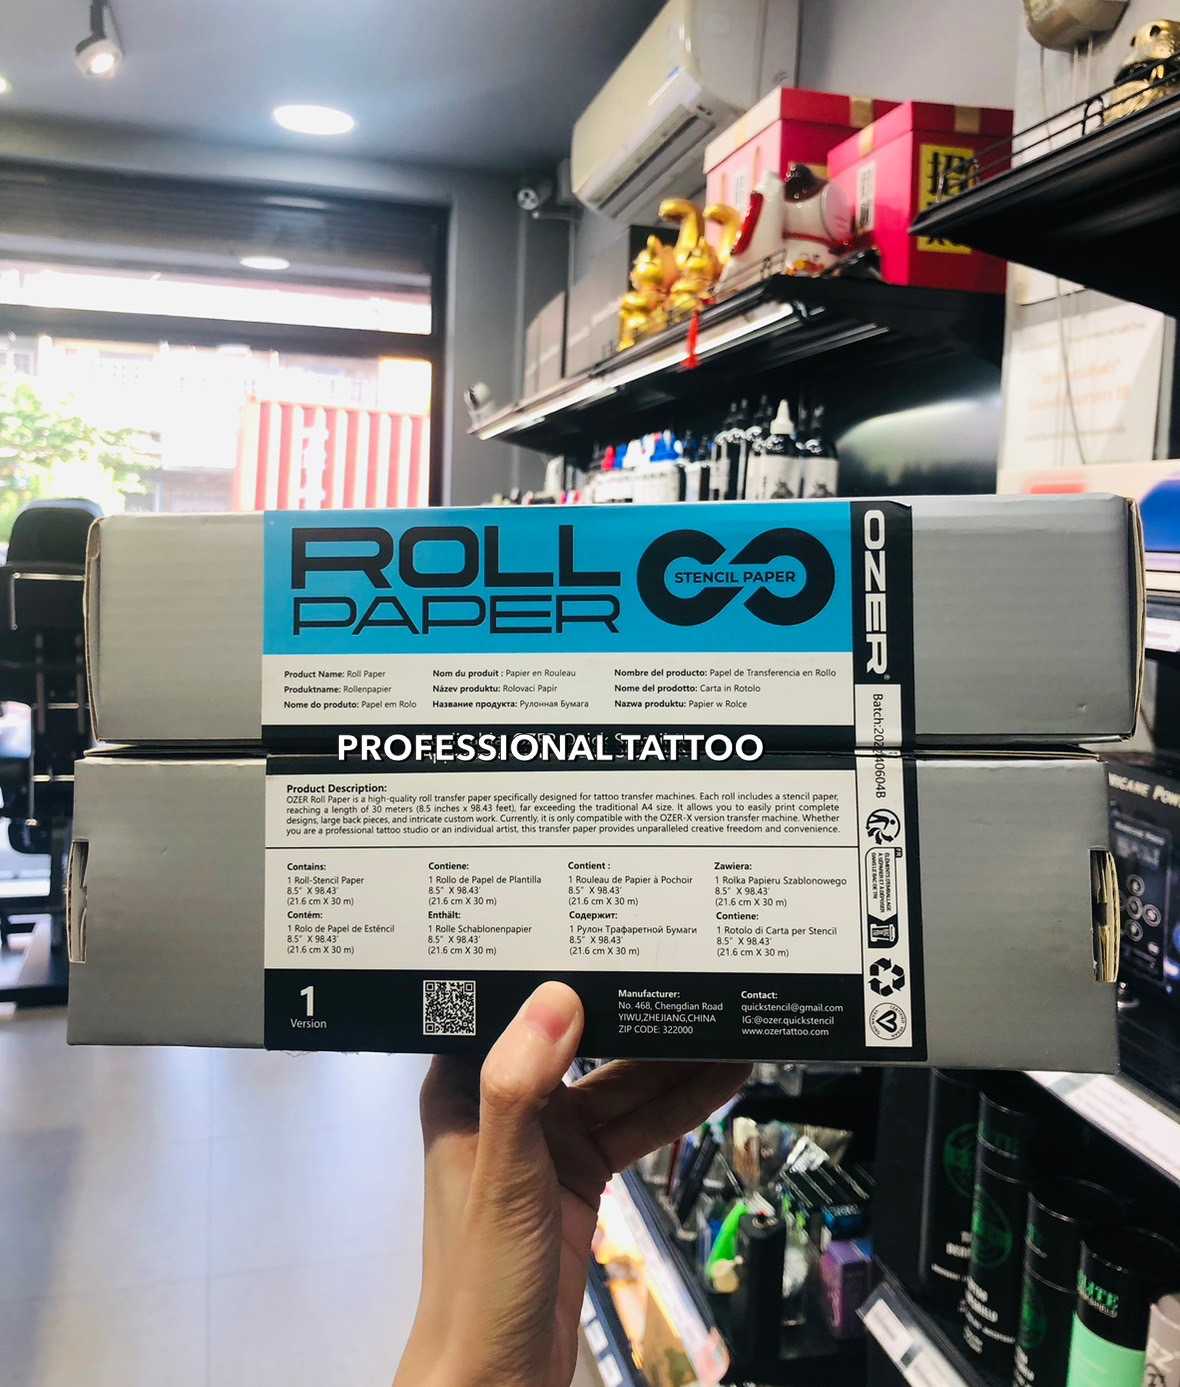 ROLL
PAPER
STENCIL PAPER
OZER
Product Name: Roll Paper
Produktname: Rollenpapier
Nome do produto: Papel em Rolo
Nom du produit : Papier en Rouleau
Název produktu: Rolovací Papír
Название продукта: Рулонная Бумага
Nombre del producto: Papel de Transferencia en Rollo
Nome del prodotto: Carta in Rotolo
Nazwa produktu: Papier w Rolce
PROFESSIONAL TATTOO
Product Description:
OZER Roll Paper is a high-quality roll transfer paper specifically designed for tattoo transfer machines. Each roll includes a stencil paper,
reaching a length of 30 meters (8.5 inches x 98.43 feet), far exceeding the traditional A4 size. It allows you to easily print complete
designs, large back pieces, and intricate custom work. Currently, it is only compatible with the OZER-X version transfer machine. Whether
you are a professional tattoo studio or an individual artist, this transfer paper provides unparalleled creative freedom and convenience.
Contains:
1 Roll-Stencil Paper
8.5" X 98.43'
(21.6 cm X 30 m)
Contiene:
1 Rollo de Papel de Plantilla
8.5" X 98.43'
(21.6 cm X 30 m)
Contient :
1 Rouleau de Papier à Pochoir
8.5" X 98.43'
(21.6 cm X 30 m)
Zawiera:
1 Rolka Papieru Szablonowego
8.5" X 98.43'
(21.6 cm X 30 m)
Contém:
1 Rolo de Papel de Estêncil
8.5" X 98.43'
(21.6 cm X 30 m)
Enthält:
1 Rolle Schablonenpapier
8.5" X 98.43'
(21.6 cm X 30 m)
Содержит:
1 Рулон Трафаретной Бумаги
8.5" X 98.43'
(21.6 cm X 30 m)
Contiene:
1 Rotolo di Carta per Stencil
8.5" X 98.43'
(21.6 cm X 30 m)
1
Version
Manufacturer:
No. 468, Chengdian Road
YIWU,ZHEJIANG,CHINA
ZIP CODE: 322000
Contact:
quickstencil@gmail.com
IG:@ozer.quickstencil
www.ozertattoo.com
FR
ÉLÉMENTS D'EMBALLAGE
À SÉPARER ET À DÉPOSER
DANS LE BAC DE TRI